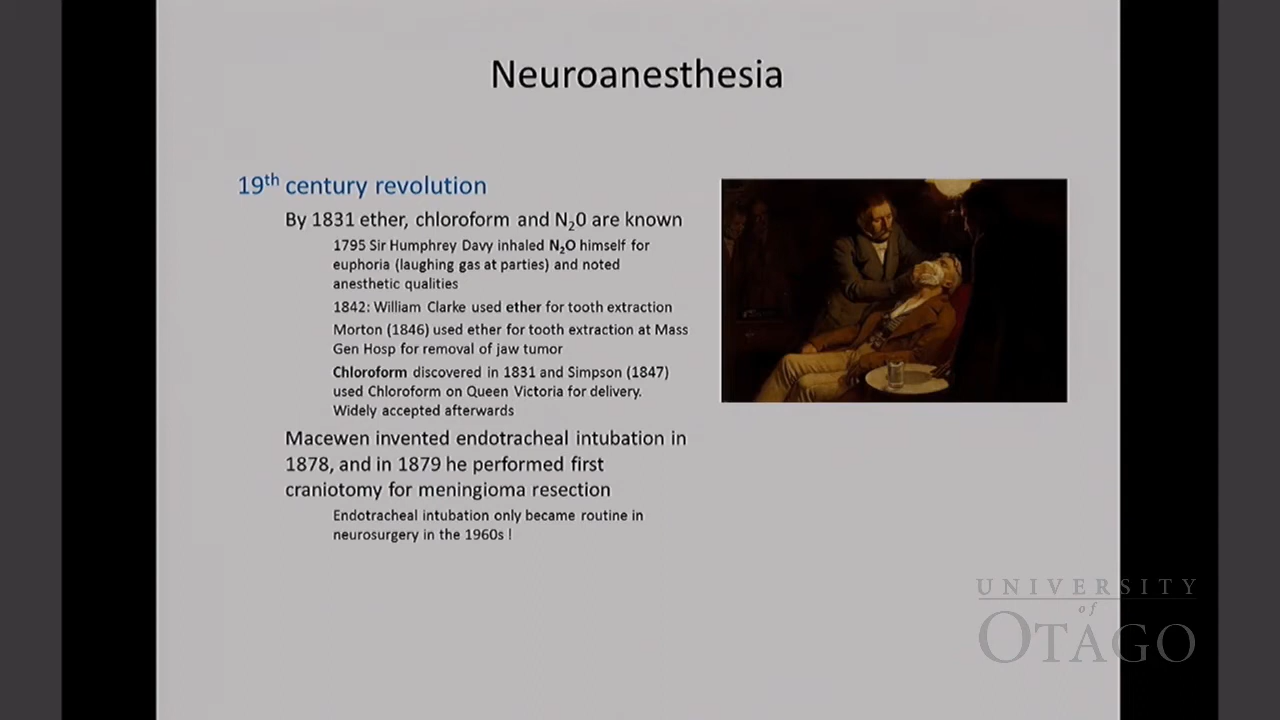 Neuroanesthesia
19th century revolution
By 1831 ether, chloroform and N₂0 are known
1795 Sir Humphrey Davy inhaled N₂O himself for
euphoria (laughing gas at parties) and noted
anesthetic qualities
1842: William Clarke used ether for tooth extraction
Morton (1846) used ether for tooth extraction at Mass
Gen Hosp for removal of jaw tumor
Chloroform discovered in 1831 and Simpson (1847)
used Chloroform on Queen Victoria for delivery.
Widely accepted afterwards
Macewen invented endotracheal intubation in
1878, and in 1879 he performed first
craniotomy for meningioma resection
Endotracheal intubation only became routine in
neurosurgery in the 1960s !
UNIVERSITY
of
OTAGO